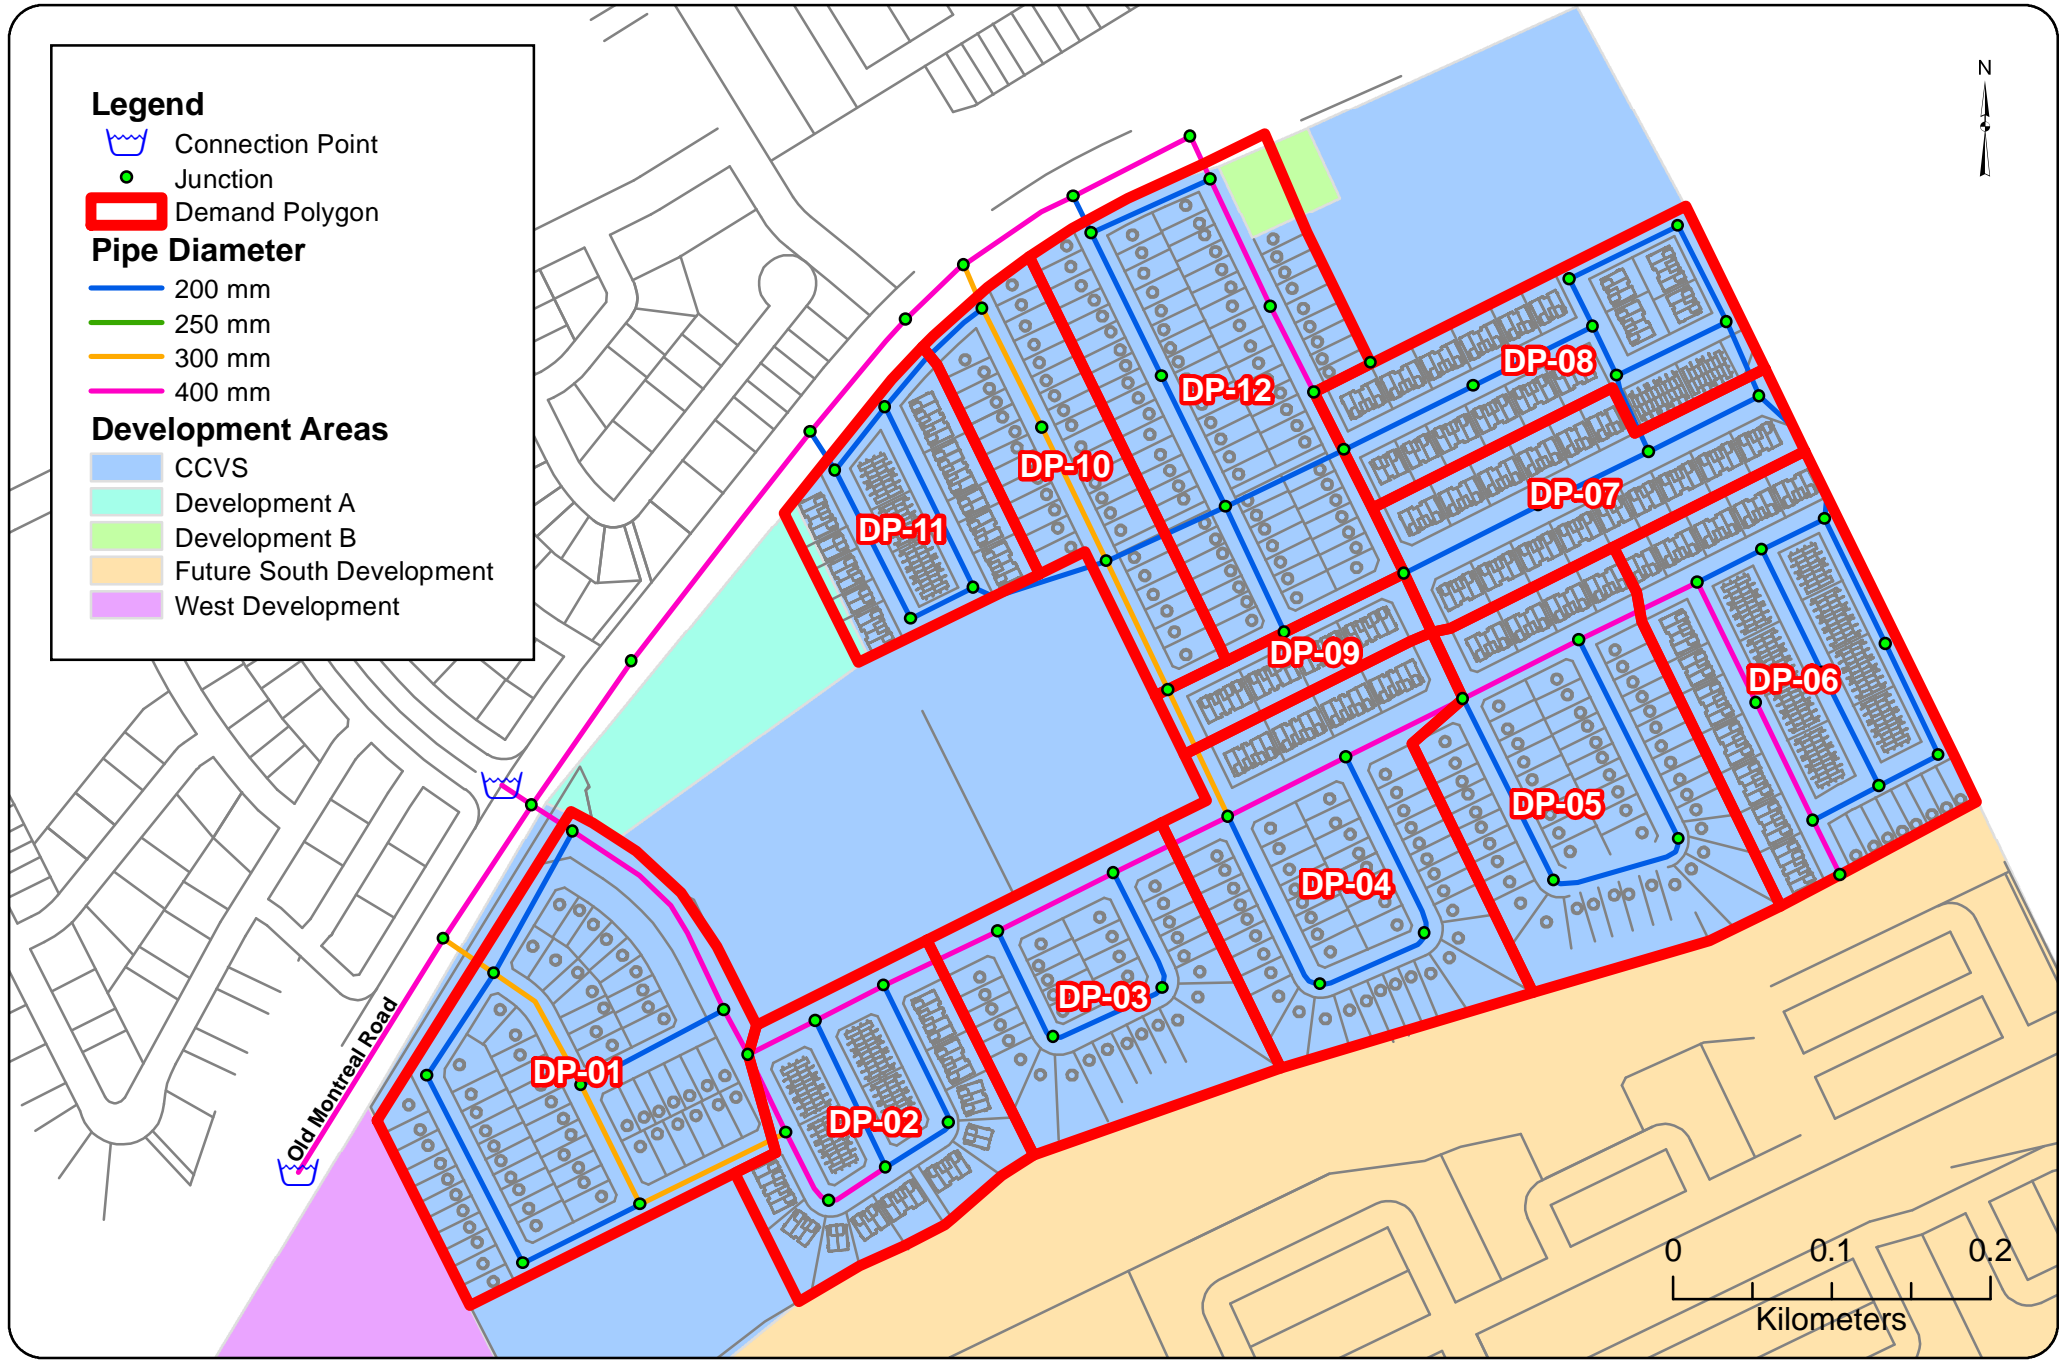 Legend
Connection Point
Junction
Demand Polygon
Pipe Diameter
200 mm
250 mm
300 mm
400 mm
Development Areas
CCVS
Development A
Development B
Future South Development
West Development
N
DP-08
DP-12
DP-10
DP-07
DP-11
DP-09
DP-06
DP-05
DP-04
DP-03
DP-01
DP-02
Old Montreal Road
0 0.1 0.2
Kilometers